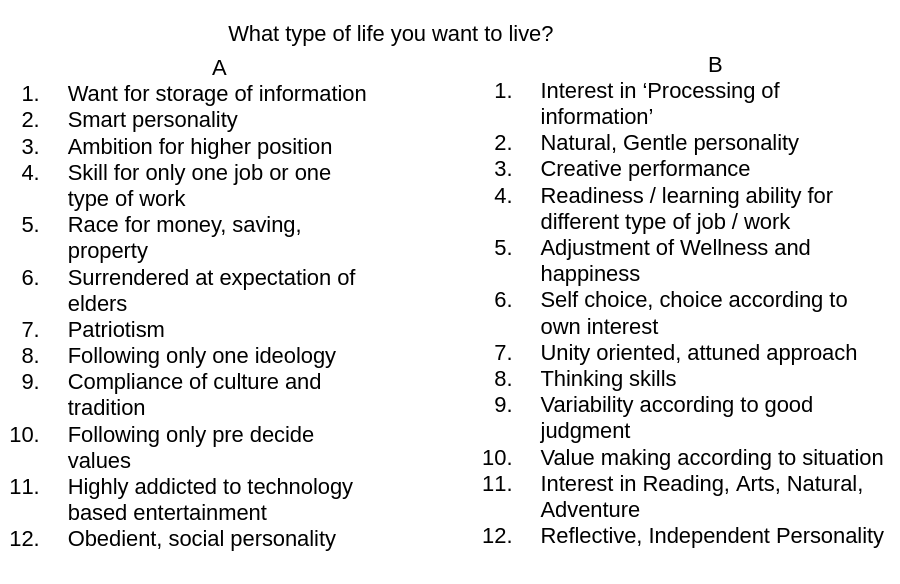 What type of life you want to live?
A
1. Want for storage of information
2. Smart personality
3. Ambition for higher position
4. Skill for only one job or one
type of work
5. Race for money, saving,
property
6. Surrendered at expectation of
elders
7. Patriotism
8. Following only one ideology
9. Compliance of culture and
tradition
10. Following only pre decide
values
11. Highly addicted to technology
based entertainment
12. Obedient, social personality
B
1. Interest in ‘Processing of
information’
2. Natural, Gentle personality
3. Creative performance
4. Readiness / learning ability for
different type of job / work
5. Adjustment of Wellness and
happiness
6. Self choice, choice according to
own interest
7. Unity oriented, attuned approach
8. Thinking skills
9. Variability according to good
judgment
10. Value making according to situation
11. Interest in Reading, Arts, Natural,
Adventure
12. Reflective, Independent Personality